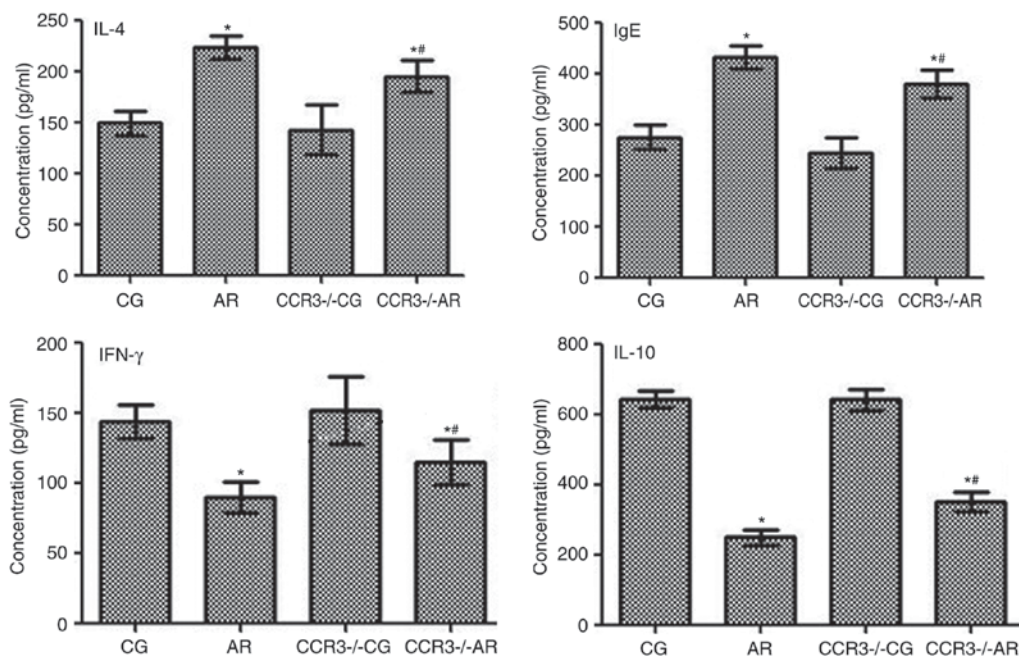 IL-4
Concentration (pg/ml)
250
200
150
100
50
0
*
*#
CG
AR
CCR3-/-CG
CCR3-/-AR
IgE
Concentration (pg/ml)
500
400
300
200
100
0
*
*#
CG
AR
CCR3-/-CG
CCR3-/-AR
IFN-γ
Concentration (pg/ml)
200
150
100
50
0
*
*#
CG
AR
CCR3-/-CG
CCR3-/-AR
IL-10
Concentration (pg/ml)
800
600
400
200
0
*
*#
CG
AR
CCR3-/-CG
CCR3-/-AR